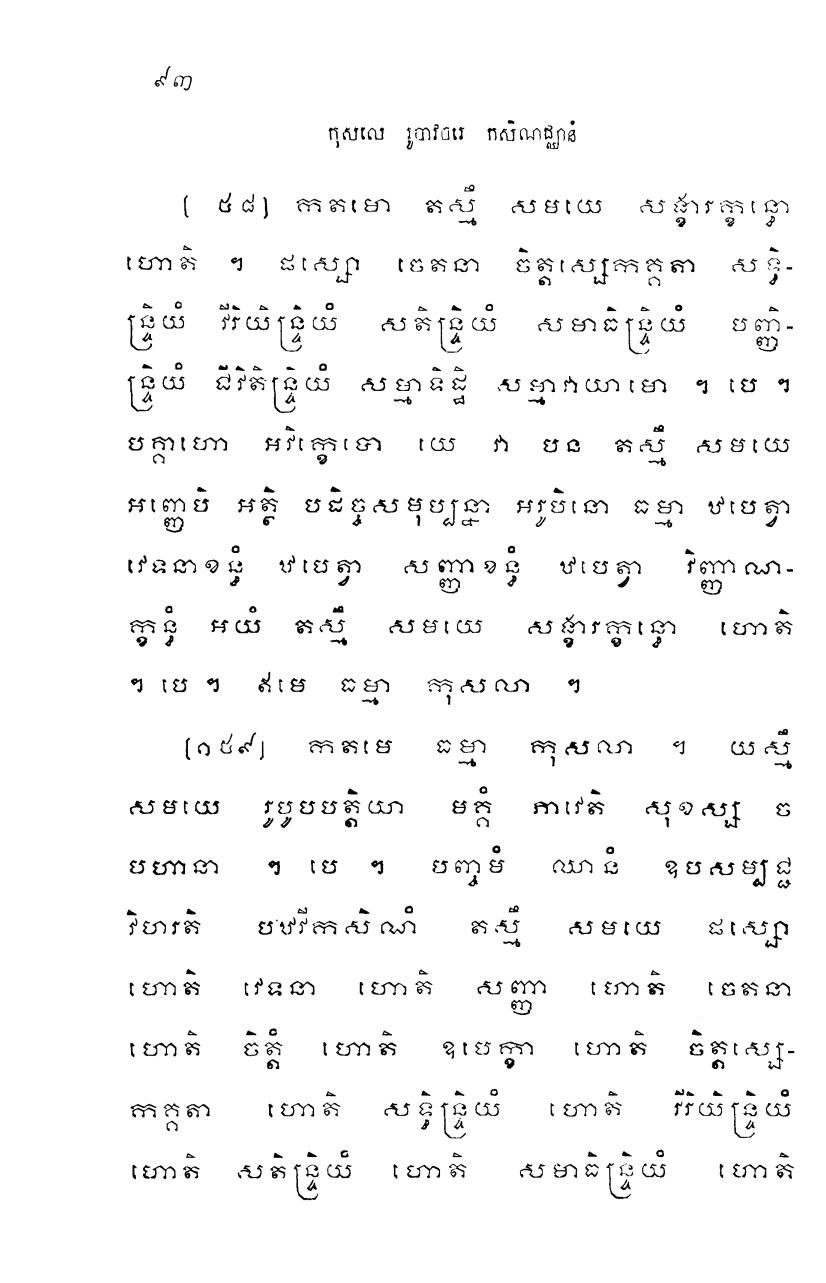 ៩៣
កុសលេ រូបាវចរេ កសិណជ្ឈានំ
[ ៥៨] កតមោ តស្មឹ សមយេ សង្ខារក្ខន្ធោ
ហោតិ ។ ផស្សោ ចេតនា ចិត្តស្សេកគ្គតា សទ្ធិ-
ន្ទ្រិយំ វីរិយិន្ទ្រិយំ សតិន្ទ្រិយំ សមាធិន្ទ្រិយំ បញ្ញិ-
ន្ទ្រិយំ ជីវិតិន្ទ្រិយំ សម្មាទិដ្ឋិ សម្មាវាយាមោ ។ បេ ។
បគ្គាហោ អវិក្ខេបោ យេ វា បន តស្មឹ សមយេ
អញ្ញេបិ អត្ថិ បដិច្ចសមុប្បន្នា អរូបិនោ ធម្មា ឋបេត្វា
វេទនាខន្ធំ ឋបេត្វា សញ្ញាខន្ធំ ឋបេត្វា វិញ្ញាណ-
ក្ខន្ធំ អយំ តស្មឹ សមយេ សង្ខារក្ខន្ធោ ហោតិ
។ បេ ។ ឥមេ ធម្មា កុសលា ។
[១៥៩] កតមេ ធម្មា កុសលា ។ យស្មឹ
សមយេ រូបូបបត្តិយា មគ្គំ ភាវេតិ សុខស្ស ច
បហានា ។ បេ ។ បញ្ចមំ ឈានំ ឧបសម្បជ្ជ
វិហរតិ បឋវីកសិណំ តស្មឹ សមយេ ផស្សោ
ហោតិ វេទនា ហោតិ សញ្ញា ហោតិ ចេតនា
ហោតិ ចិត្តំ ហោតិ ឧបេក្ខា ហោតិ ចិត្តស្សេ-
កគ្គតា ហោតិ សទ្ធិន្ទ្រិយំ ហោតិ វីរិយិន្ទ្រិយំ
ហោតិ សតិន្ទ្រិយំ ហោតិ សមាធិន្ទ្រិយំ ហោតិ